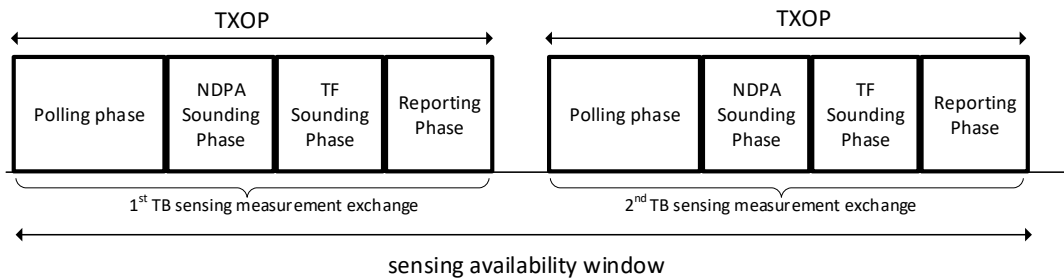 TXOP
TXOP
Polling phase
NDPA
Sounding
Phase
TF
Sounding
Phase
Reporting
Phase
Polling phase
NDPA
Sounding
Phase
TF
Sounding
Phase
Reporting
Phase
1st TB sensing measurement exchange
2nd TB sensing measurement exchange
sensing availability window